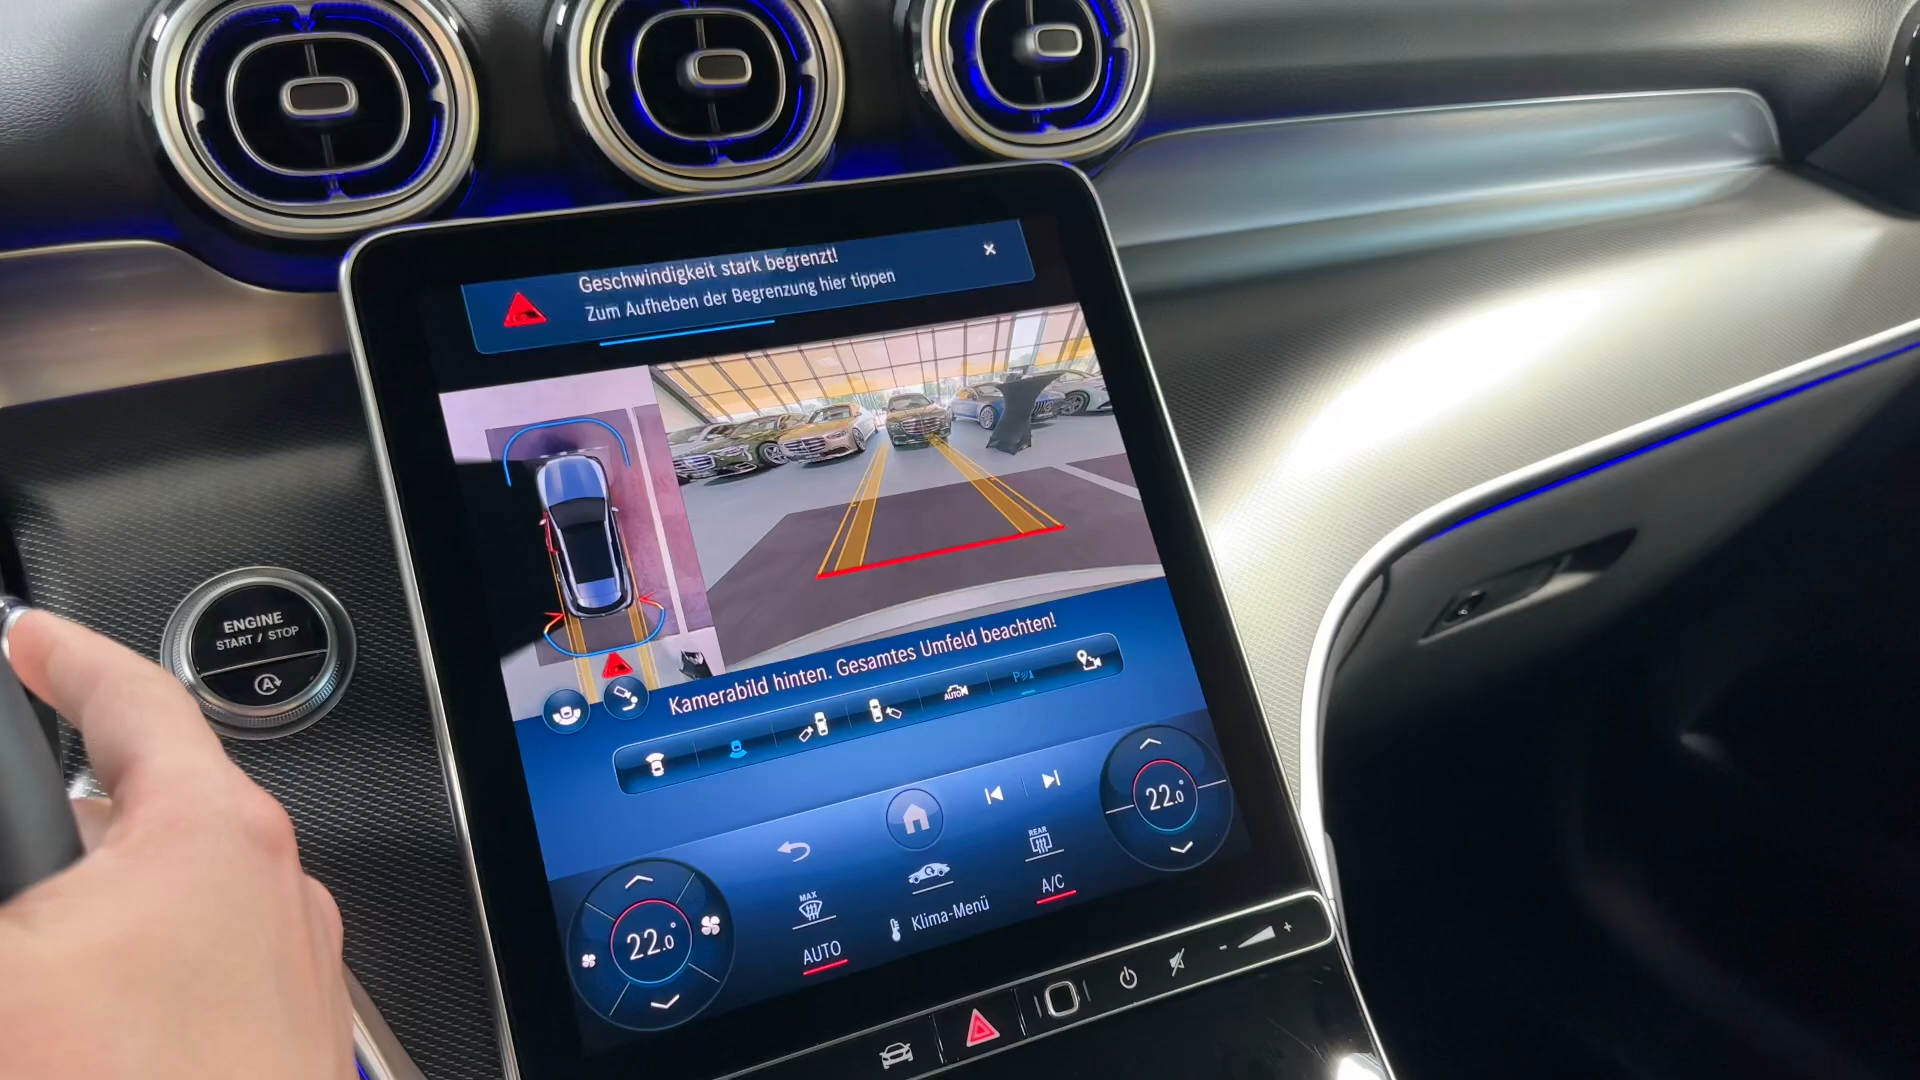 Geschwindigkeit stark begrenzt!
Zum Aufheben der Begrenzung hier tippen
ENGINE
START / STOP
A
Kamerabild hinten. Gesamtes Umfeld beachten!
AUTO
P
22.0°
REAR
MAX
A/C
22.0°
Klima-Menü
AUTO
- +